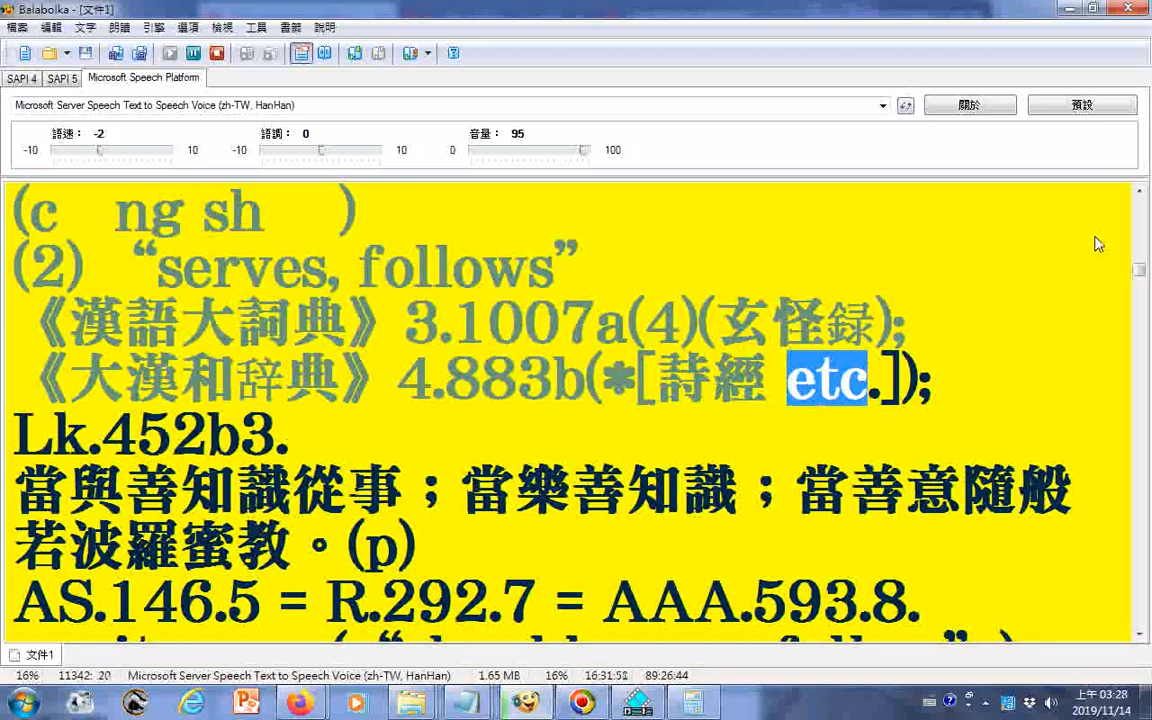 Balabolka - [文件1]
檔案 編輯 文字 朗讀 引擎 選項 檢視 工具 書籤 說明
SAPI 4 SAPI 5 Microsoft Speech Platform
Microsoft Server Speech Text to Speech Voice (zh-TW, HanHan) 關於 預設
語速： -2 語調： 0 音量： 95
-10 10 -10 10 0 100
(c ng sh )
(2) “serves, follows”
《漢語大詞典》 3.1007a(4)(玄怪録);
《大漢和辞典》 4.883b(*[詩經 etc.]);
Lk.452b3.
當與善知識從事；當樂善知識；當善意隨般
若波羅蜜教。(p)
AS.146.5 = R.292.7 = AAA.593.8.
文件1
16% 11342: 20 Microsoft Server Speech Text to Speech Voice (zh-TW, HanHan) 1.65 MB 16% 16:31:51 89:26:44
上午 03:28
2019/11/14